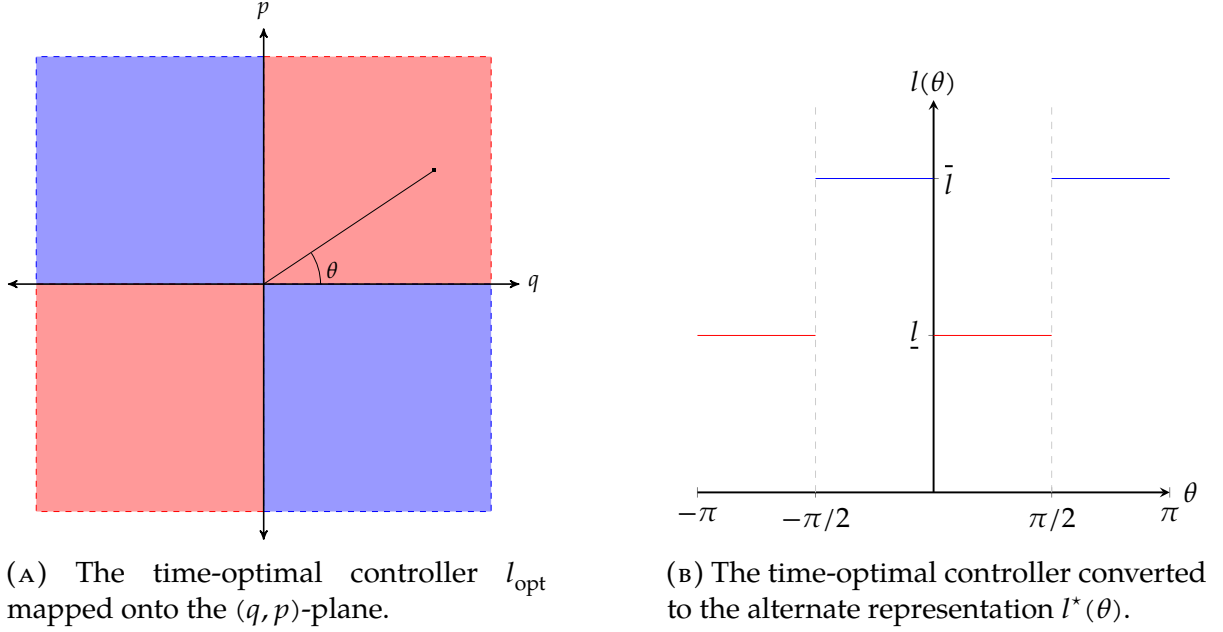 p
θ
q
(A) The time-optimal controller l_opt
mapped onto the (q, p)-plane.
l(θ)
l̄
l̲
θ
−π
−π/2
π/2
π
(B) The time-optimal controller converted
to the alternate representation l⋆(θ).